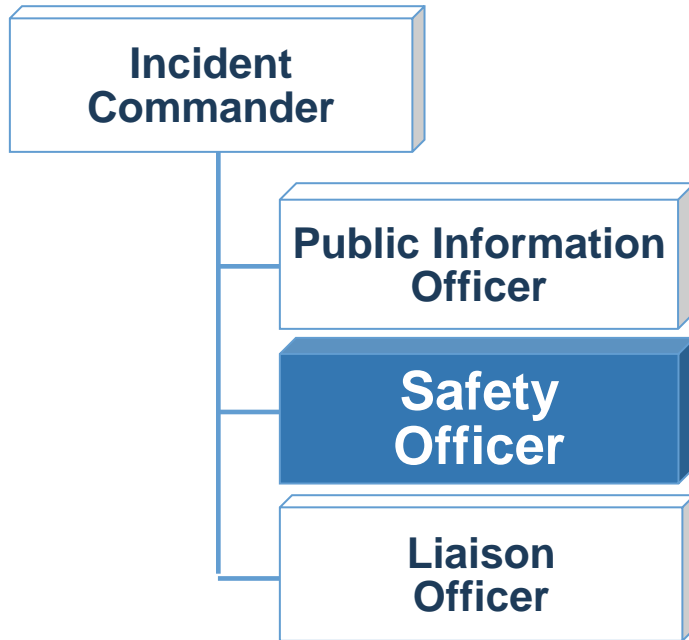 Incident
Commander
Public Information
Officer
Safety
Officer
Liaison
Officer